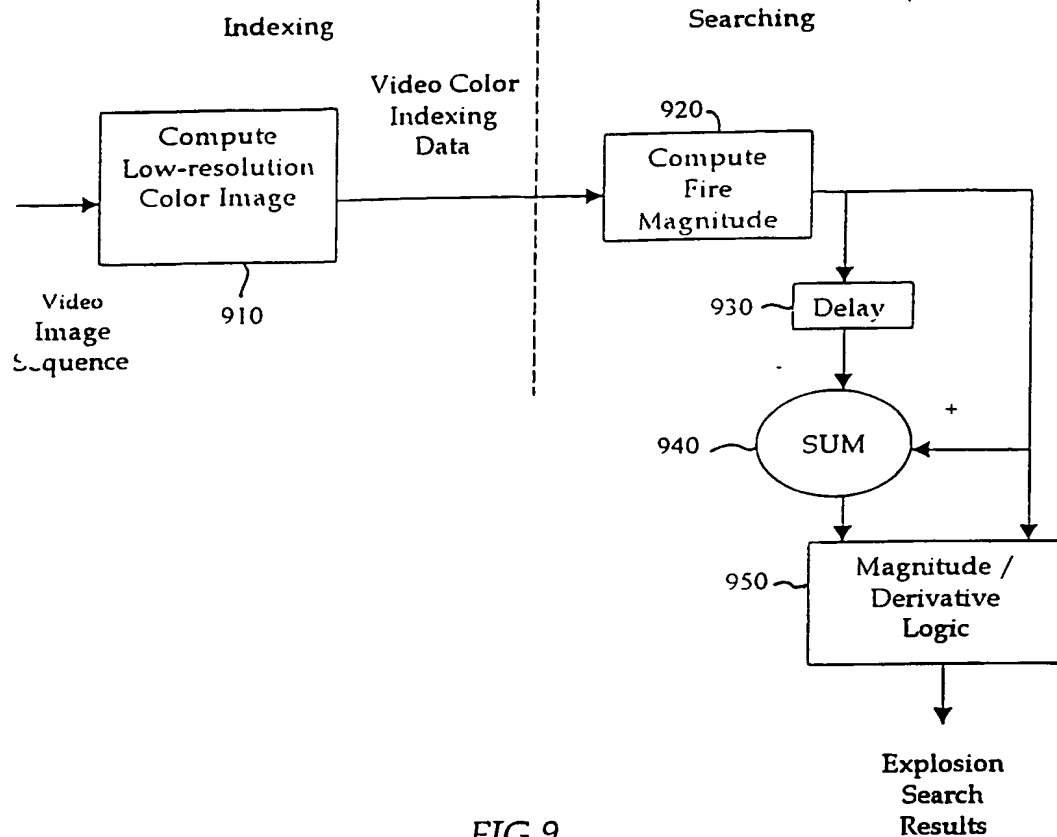 Indexing
Searching
Video Color
Indexing
Data
Compute
Low-resolution
Color Image
910
Video
Image
Sequence
920
Compute
Fire
Magnitude
930
Delay
-
+
940
SUM
950
Magnitude /
Derivative
Logic
Explosion
Search
Results
FIG 9